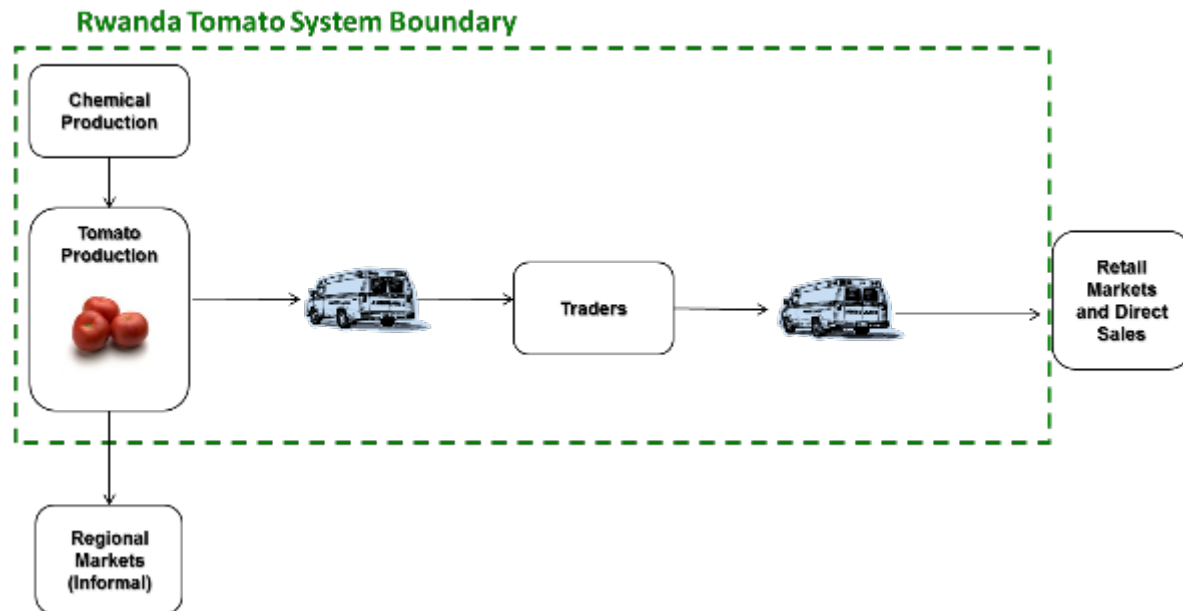 Rwanda Tomato System Boundary
Chemical
Production
Tomato
Production
Traders
Retail
Markets
and Direct
Sales
Regional
Markets
(Informal)